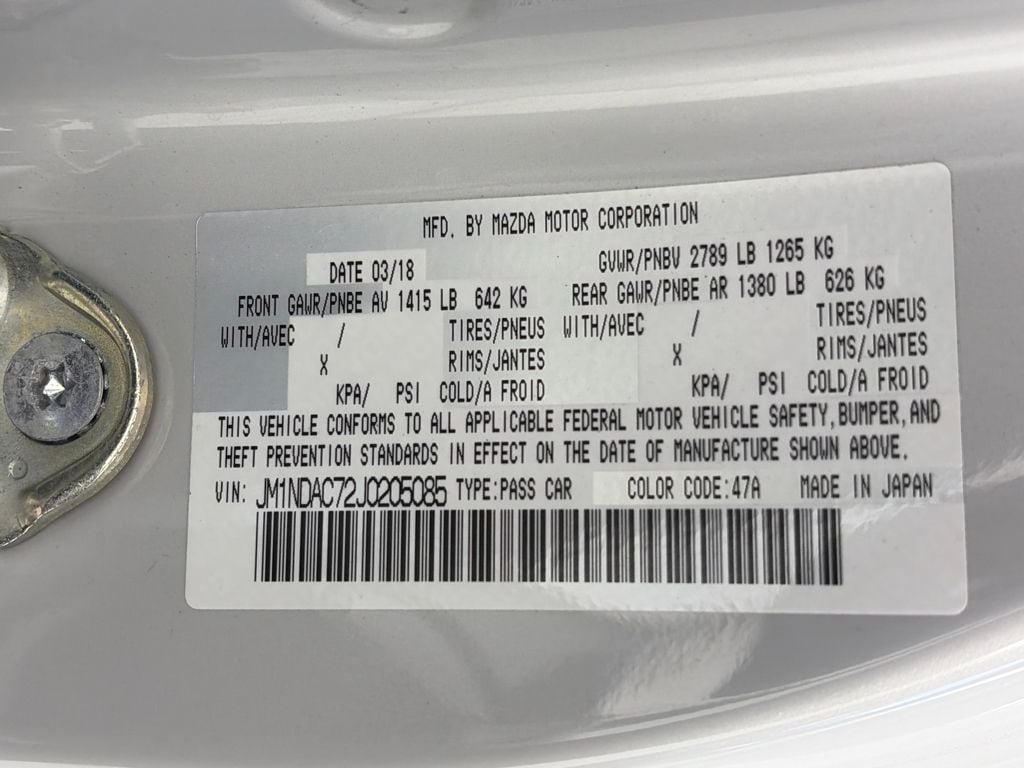 MFD. BY MAZDA MOTOR CORPORATION
DATE 03/18 GVWR/PNBV 2789 LB 1265 KG
FRONT GAWR/PNBE AV 1415 LB 642 KG REAR GAWR/PNBE AR 1380 LB 626 KG
WITH/AVEC / TIRES/PNEUS WITH/AVEC / TIRES/PNEUS
X RIMS/JANTES X RIMS/JANTES
KPA/ PSI COLD/A FROID KPA/ PSI COLD/A FROID
THIS VEHICLE CONFORMS TO ALL APPLICABLE FEDERAL MOTOR VEHICLE SAFETY, BUMPER, AND
THEFT PREVENTION STANDARDS IN EFFECT ON THE DATE OF MANUFACTURE SHOWN ABOVE.
VIN: JM1NDAC72J0205085 TYPE:PASS CAR COLOR CODE:47A MADE IN JAPAN